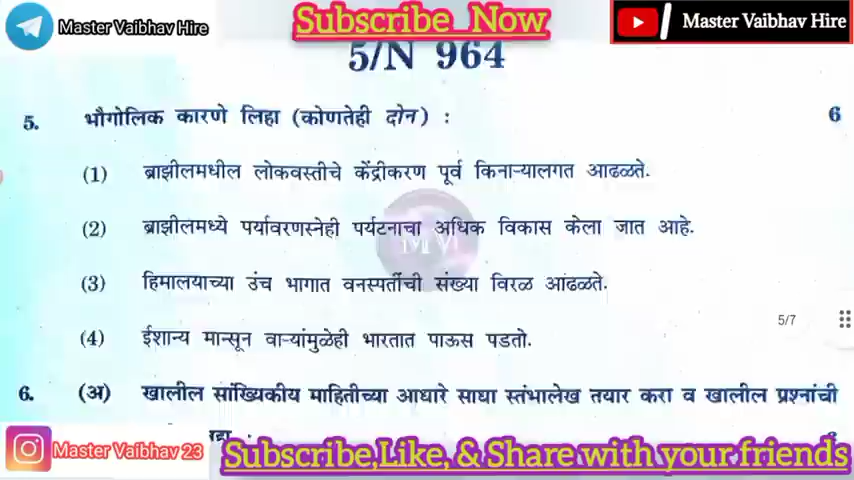 Master Vaibhav Hire
Subscribe Now
Master Vaibhav Hire
5/N 964
5. भौगोलिक कारणे लिहा (कोणतेही दोन) : 6
(1) ब्राझीलमधील लोकवस्तीचे केंद्रीकरण पूर्व किनाऱ्यालगत आढळते.
(2) ब्राझीलमध्ये पर्यावरणस्नेही पर्यटनाचा अधिक विकास केला जात आहे.
MV
(3) हिमालयाच्या उंच भागात वनस्पतींची संख्या विरळ आढळते.
5/7
(4) ईशान्य मान्सून वाऱ्यांमुळेही भारतात पाऊस पडतो.
6. (अ) खालील सांख्यिकीय माहितीच्या आधारे साधा स्तंभालेख तयार करा व खालील प्रश्नांची
Master Vaibhav 23
Subscribe,Like, & Share with your friends